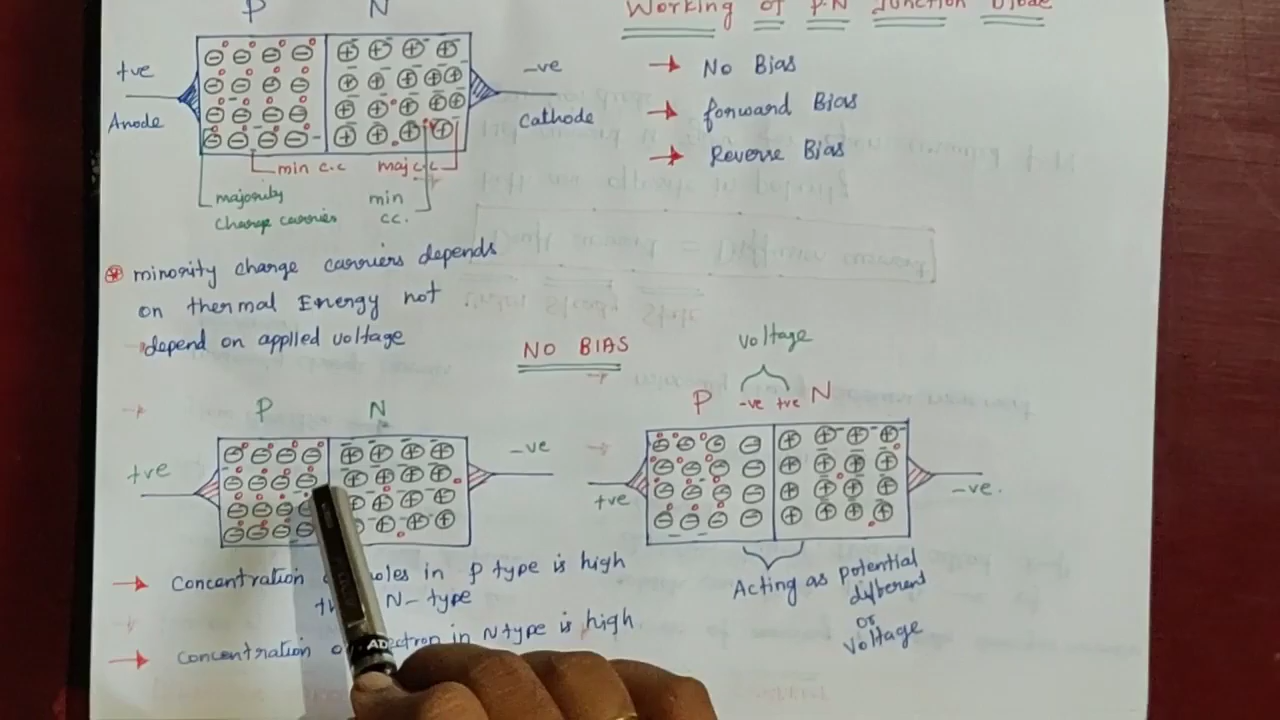 P N
Working of P.N Junction Diode
+ve
Anode
-ve
Cathode
→ No Bias
→ forward Bias
→ Reverse Bias
min c.c maj c.c
majority
charge carries
min
cc.
minority charge carriers depends
on thermal Energy not
depend on applled voltage
NO BIAS
P N
+ve
-ve
voltage
P -ve +ve N
+ve
-ve.
→ Concentration holes in P type is high
N-type
→ Concentration in N type is high
Acting as potential
different
or
voltage